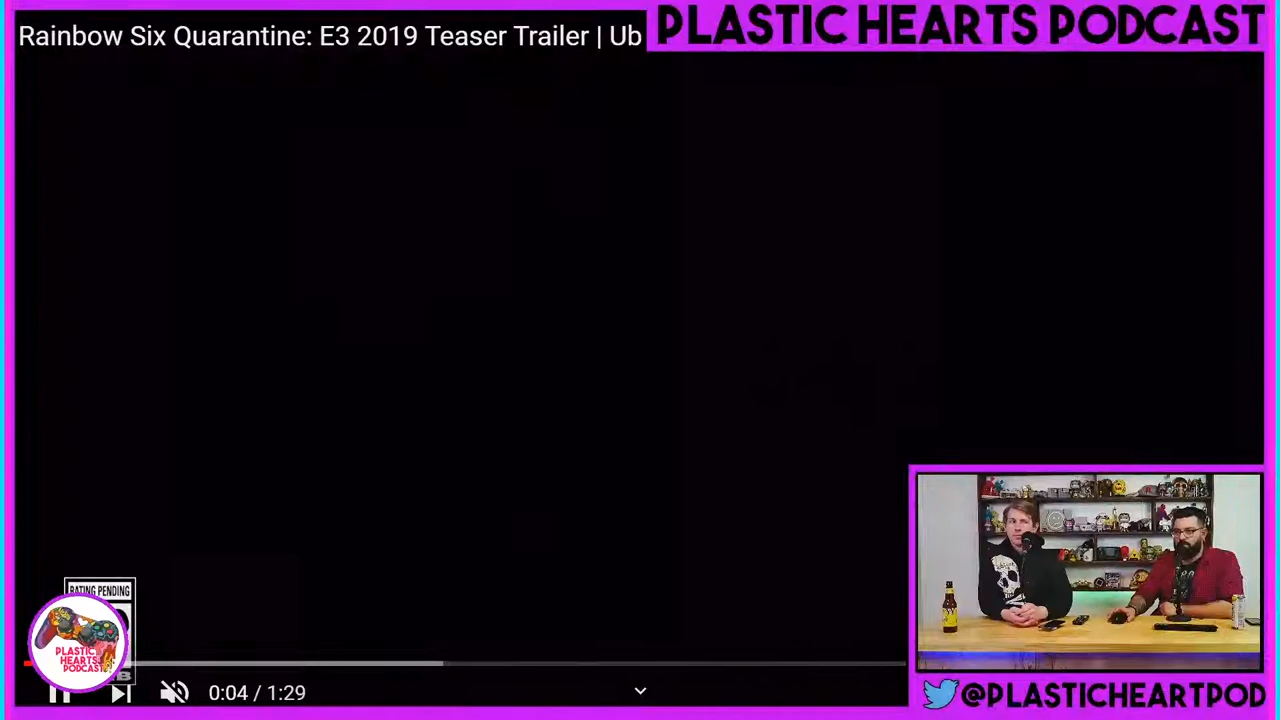 Rainbow Six Quarantine: E3 2019 Teaser Trailer | Ub
PLASTIC HEARTS PODCAST
RATING PENDING
PLASTIC
HEARTS
PODCAST
0:04 / 1:29
@PLASTICHEARTPOD